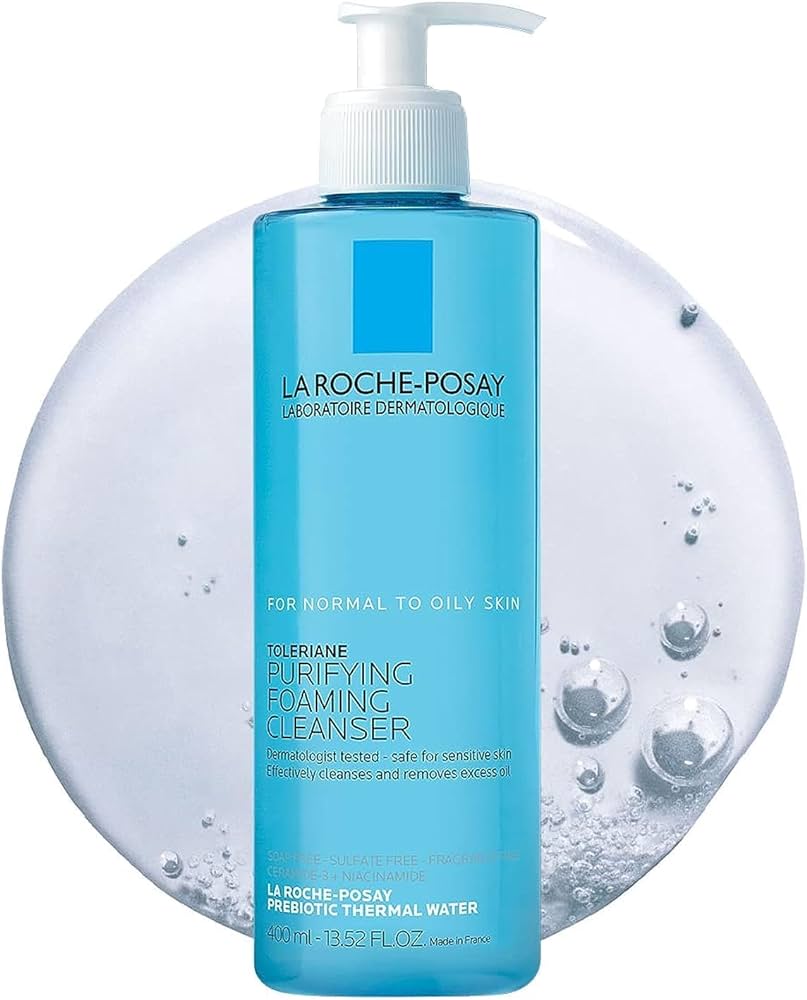 LA ROCHE-POSAY
LABORATOIRE DERMATOLOGIQUE
FOR NORMAL TO OILY SKIN
TOLERIANE
PURIFYING
FOAMING
CLEANSER
Dermatologist tested - safe for sensitive skin
Effectively cleanses and removes excess oil
SOAP FREE - SULFATE FREE - FRAGRANCE FREE
CERAMIDE-3 + NIACINAMIDE
LA ROCHE-POSAY
PREBIOTIC THERMAL WATER
400 ml - 13.52 FL.OZ. Made in France